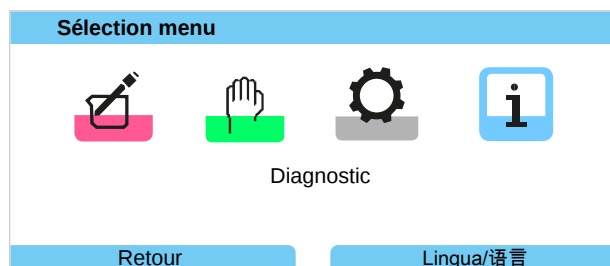 Sélection menu
i
Diagnostic
Retour
Lingua/语言